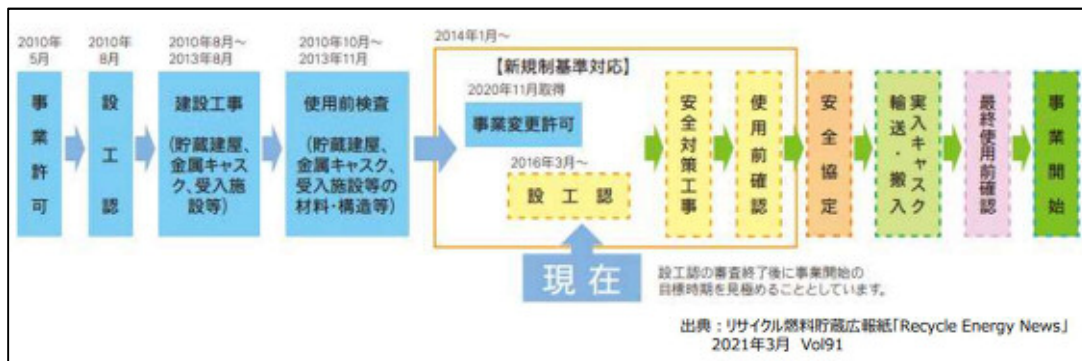 2010年
5月
事業許可
2010年
8月
設工認
2010年8月～
2013年8月
建設工事
(貯蔵建屋、
金属キャス
ク、受入施
設等)
2010年10月～
2013年11月
使用前検査
(貯蔵建屋、
金属キャスク、
受入施設等の
材料・構造等)
2014年1月～
【新規制基準対応】
2020年11月取得
事業変更許可
2016年3月～
設工認
安全対策工事
使用前確認
安全協定
実入キャスク
輸送・搬入
最終使用前確認
事業開始
現在
設工認の審査終了後に事業開始の
目標時期を見極めることとしています。
出典：リサイクル燃料貯蔵広報紙「Recycle Energy News」
2021年3月 Vol91